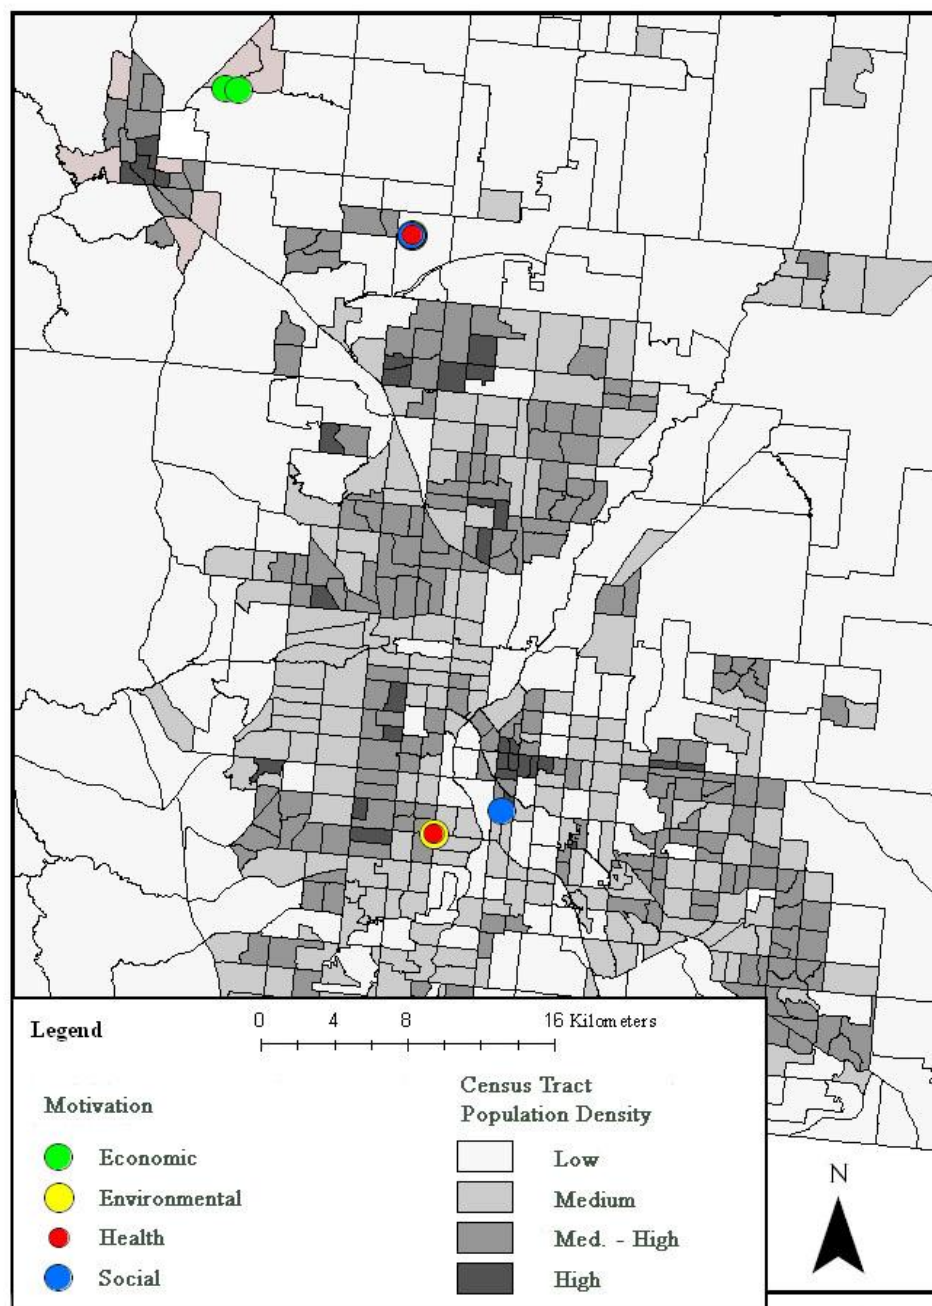 Legend
0 4 8 16 Kilometers
Motivation
Economic
Environmental
Health
Social
Census Tract
Population Density
Low
Medium
Med. - High
High
N